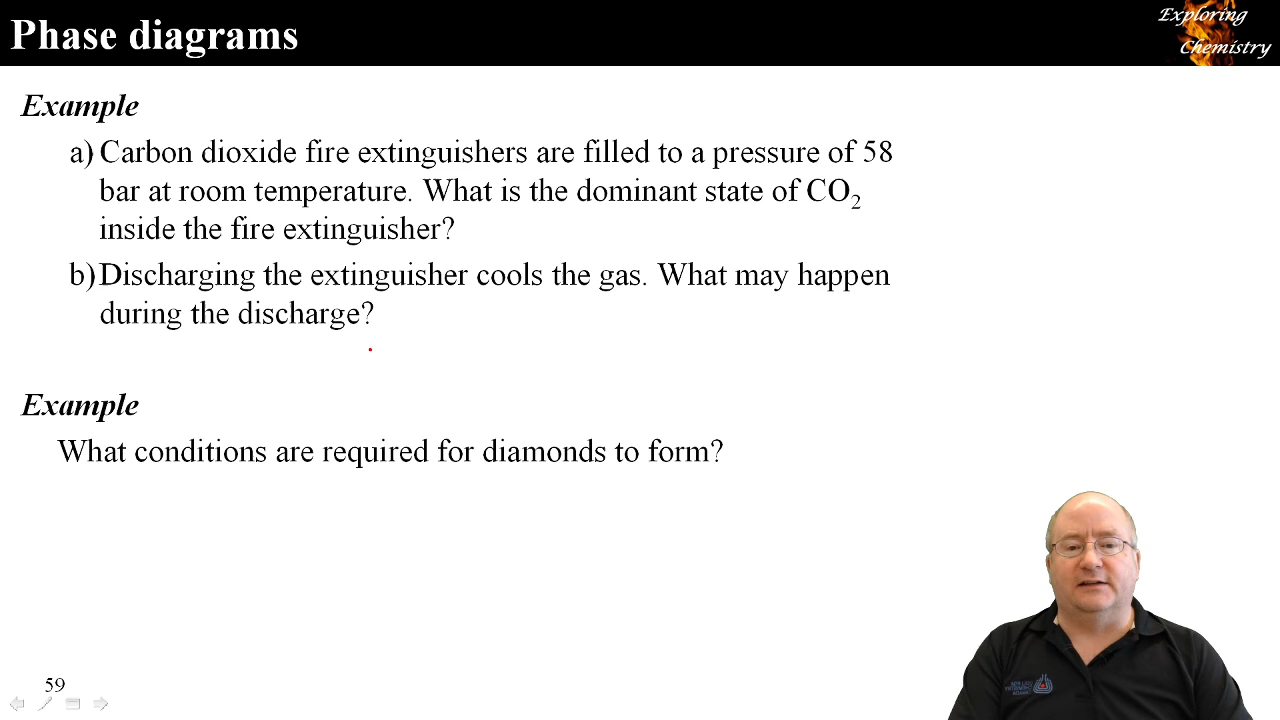 Phase diagrams
Exploring
Chemistry
Example
a) Carbon dioxide fire extinguishers are filled to a pressure of 58
bar at room temperature. What is the dominant state of CO₂
inside the fire extinguisher?
b) Discharging the extinguisher cools the gas. What may happen
during the discharge?
Example
What conditions are required for diamonds to form?
59